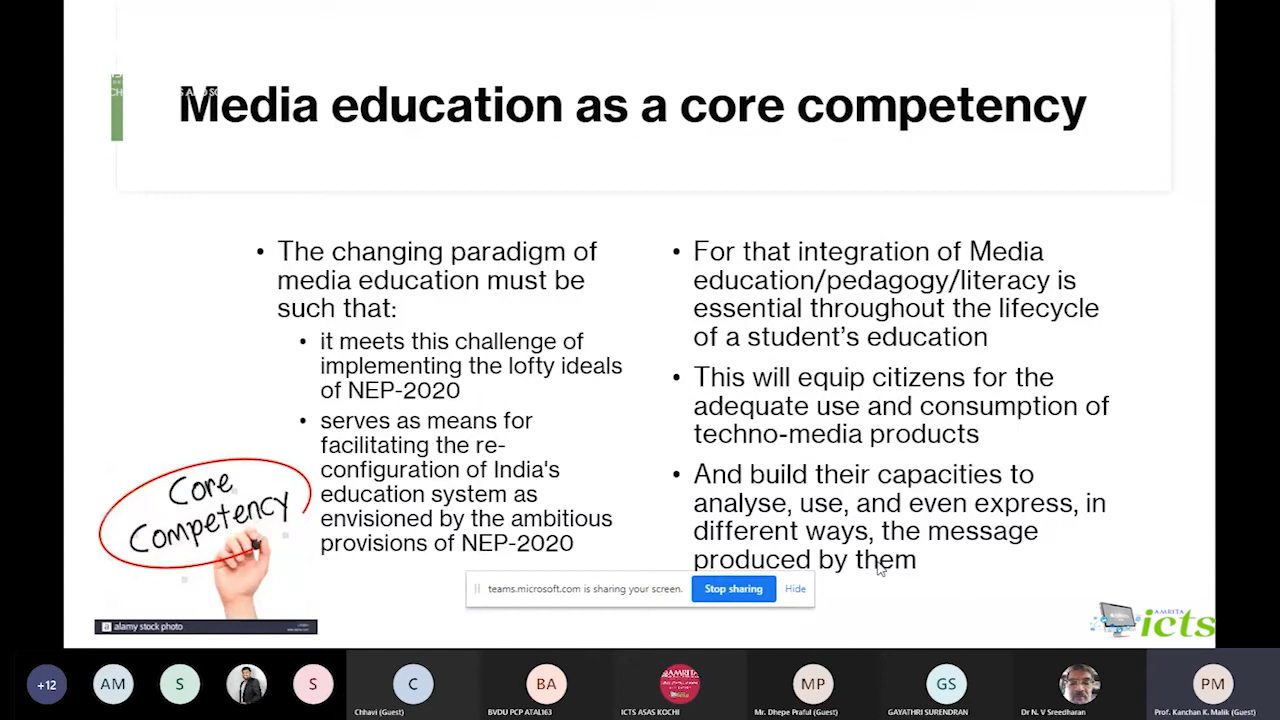 Media education as a core competency
• The changing paradigm of
media education must be
such that:
• it meets this challenge of
implementing the lofty ideals
of NEP-2020
• serves as means for
facilitating the re-
configuration of India's
education system as
envisioned by the ambitious
provisions of NEP-2020
Core
Competency
alamy stock photo
• For that integration of Media
education/pedagogy/literacy is
essential throughout the lifecycle
of a student’s education
• This will equip citizens for the
adequate use and consumption of
techno-media products
• And build their capacities to
analyse, use, and even express, in
different ways, the message
produced by them
teams.microsoft.com is sharing your screen. Stop sharing Hide
AMRITA
icts
+12 AM S S C BA AMRITA MP GS PM
Chhavi (Guest) BVDU PCP ATALI63 ICTS ASAS KOCHI Mr. Dhepe Praful (Guest) GAYATHRI SURENDRAN Dr N. V Sreedharan Prof. Kanchan K. Malik (Guest)